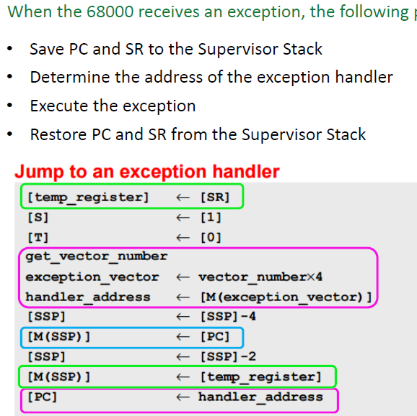 When the 68000 receives an exception, the following
• Save PC and SR to the Supervisor Stack
• Determine the address of the exception handler
• Execute the exception
• Restore PC and SR from the Supervisor Stack
Jump to an exception handler
[temp_register] ← [SR]
[S] ← [1]
[T] ← [0]
get_vector_number
exception_vector ← vector_number×4
handler_address ← [M(exception_vector)]
[SSP] ← [SSP]-4
[M(SSP)] ← [PC]
[SSP] ← [SSP]-2
[M(SSP)] ← [temp_register]
[PC] ← handler_address